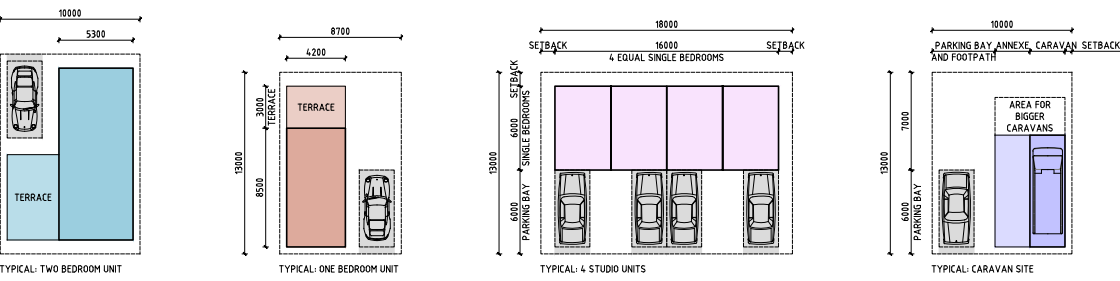 10000
5300
TERRACE
TYPICAL: TWO BEDROOM UNIT
8700
4200
3000
TERRACE
TERRACE
13000
8500
TYPICAL: ONE BEDROOM UNIT
18000
SETBACK
16000
SETBACK
4 EQUAL SINGLE BEDROOMS
SETBACK
6000
SINGLE BEDROOMS
13000
6000
PARKING BAY
TYPICAL: 4 STUDIO UNITS
10000
PARKING BAY ANNEXE CARAVAN SETBACK
AND FOOTPATH
7000
AREA FOR
BIGGER
CARAVANS
13000
6000
PARKING BAY
TYPICAL: CARAVAN SITE